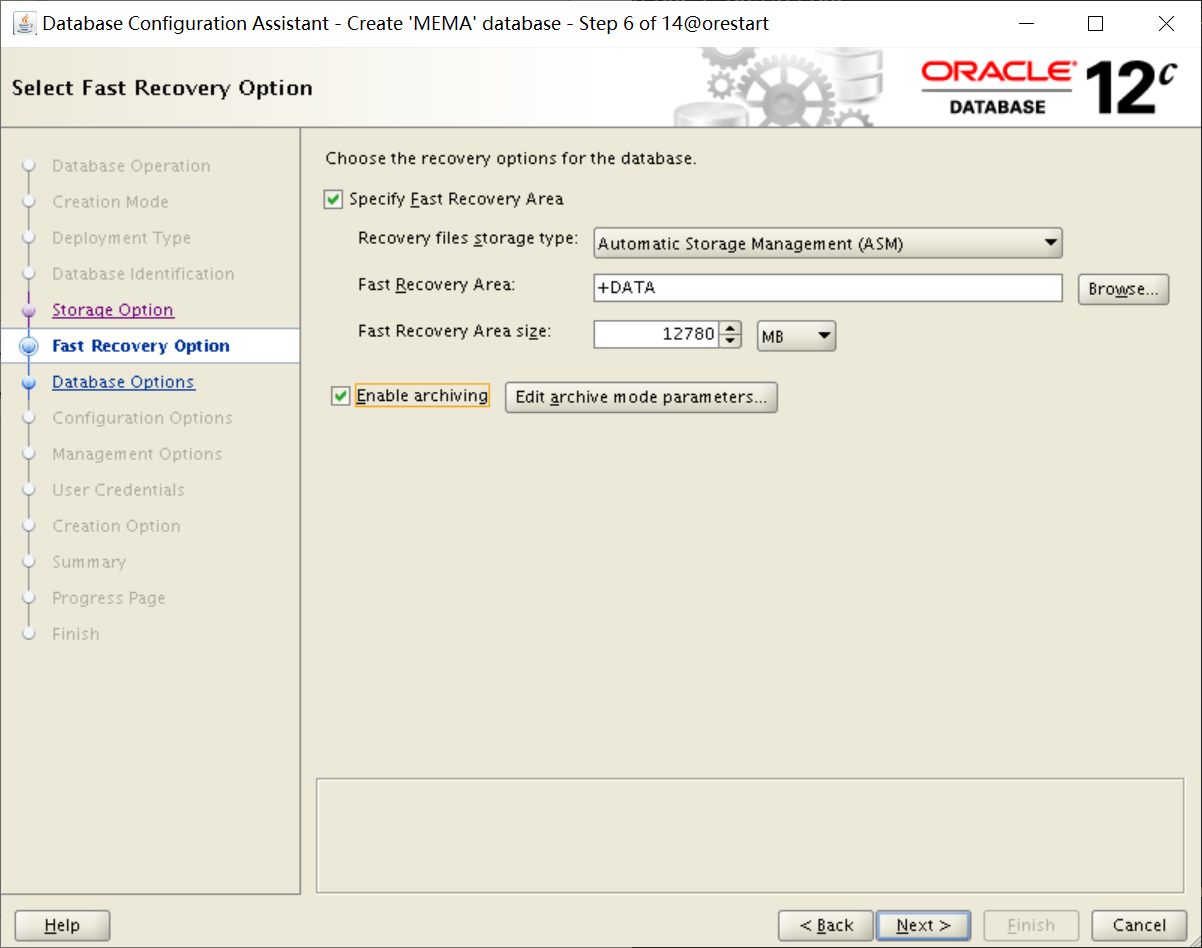 Database Configuration Assistant - Create 'MEMA' database - Step 6 of 14@orestart
Select Fast Recovery Option
ORACLE®
DATABASE
12c
Database Operation
Creation Mode
Deployment Type
Database Identification
Storage Option
Fast Recovery Option
Database Options
Configuration Options
Management Options
User Credentials
Creation Option
Summary
Progress Page
Finish
Choose the recovery options for the database.
Specify Fast Recovery Area
Recovery files storage type: Automatic Storage Management (ASM)
Fast Recovery Area: +DATA Browse...
Fast Recovery Area size: 12780 MB
Enable archiving Edit archive mode parameters...
Help < Back Next > Finish Cancel